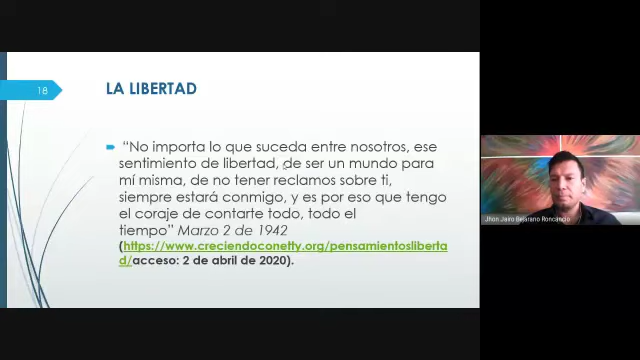 18
LA LIBERTAD
“No importa lo que suceda entre nosotros, ese
sentimiento de libertad, de ser un mundo para
mí misma, de no tener reclamos sobre ti,
siempre estará conmigo, y es por eso que tengo
el coraje de contarte todo, todo el
tiempo” Marzo 2 de 1942
(https://www.creciendoconetty.org/pensamientosliberta
d/acceso: 2 de abril de 2020).
Jhon Jairo Bejarano Roncancio